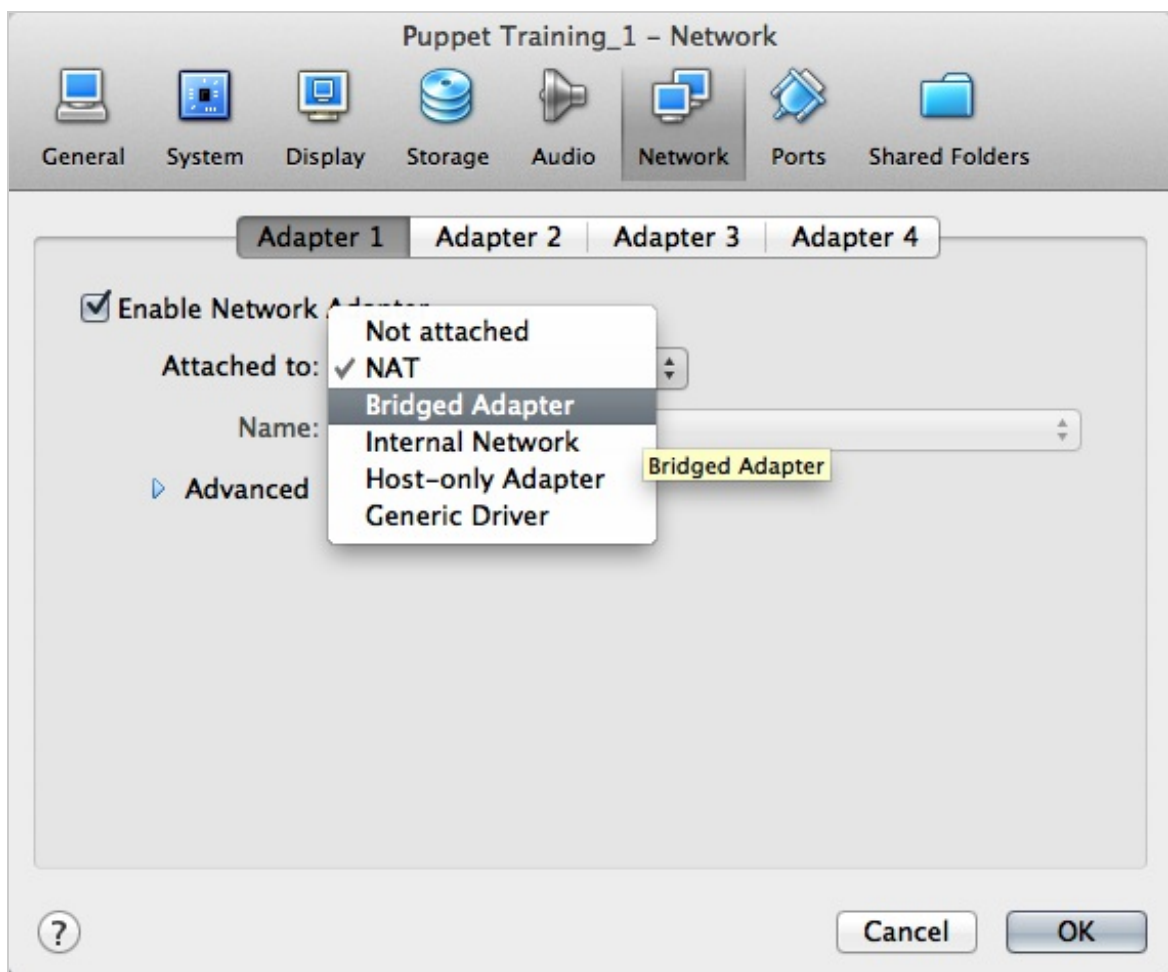 Puppet Training_1 – Network
General System Display Storage Audio Network Ports Shared Folders
Adapter 1 Adapter 2 Adapter 3 Adapter 4
Enable Network
Not attached
Attached to: ✓ NAT
Bridged Adapter
Name:
Internal Network
Bridged Adapter
Host-only Adapter
Advanced
Generic Driver
? Cancel OK